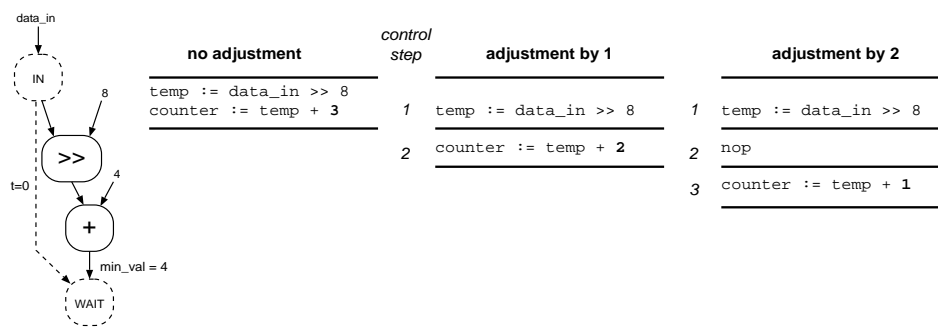 data_in
IN
8
>>
4
t=0
+
min_val = 4
WAIT
no adjustment
temp := data_in >> 8
counter := temp + 3
control
step
adjustment by 1
1 temp := data_in >> 8
2 counter := temp + 2
adjustment by 2
1 temp := data_in >> 8
2 nop
3 counter := temp + 1